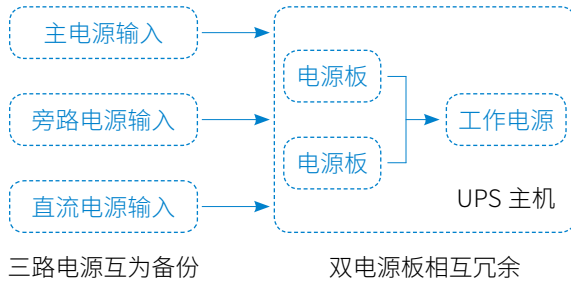 主电源输入
旁路电源输入
直流电源输入
电源板
电源板
工作电源
UPS 主机
三路电源互为备份
双电源板相互冗余